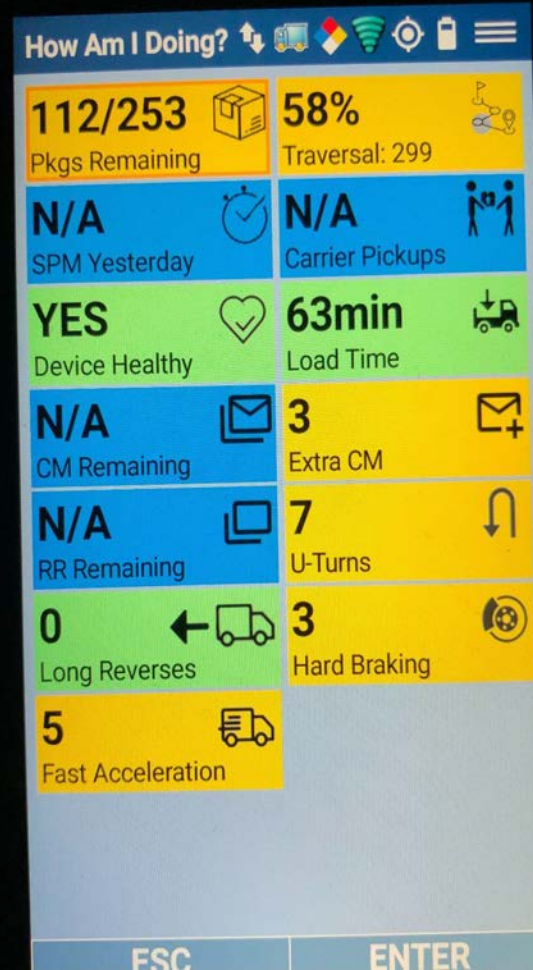 How Am I Doing?
112/253
Pkgs Remaining
58%
Traversal: 299
N/A
SPM Yesterday
N/A
Carrier Pickups
YES
Device Healthy
63min
Load Time
N/A
CM Remaining
3
Extra CM
N/A
RR Remaining
7
U-Turns
0
Long Reverses
3
Hard Braking
5
Fast Acceleration
ESC
ENTER